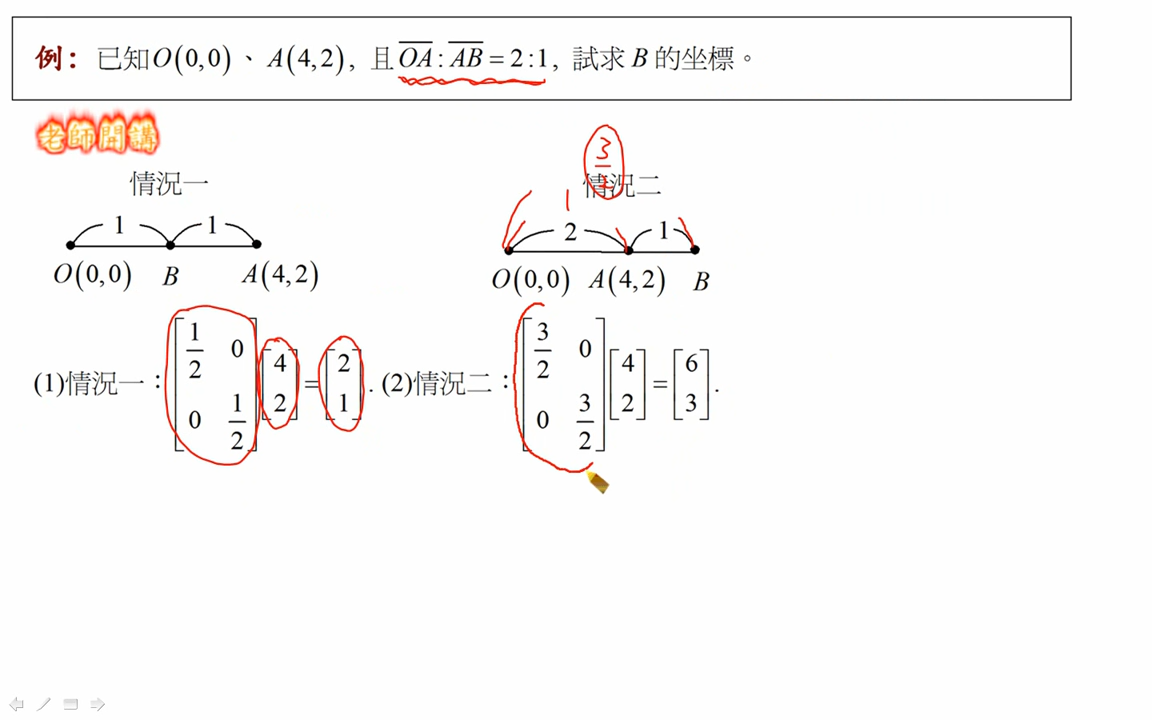 例：已知O(0,0)、A(4,2)，且OA:AB=2:1，試求B的坐標。
老師開講
情況一
1 1
O(0,0) B A(4,2)
3/2
情況二
1
2 1
O(0,0) A(4,2) B
(1)情況一：[1/2 0; 0 1/2][4; 2]=[2; 1].
(2)情況二：[3/2 0; 0 3/2][4; 2]=[6; 3].